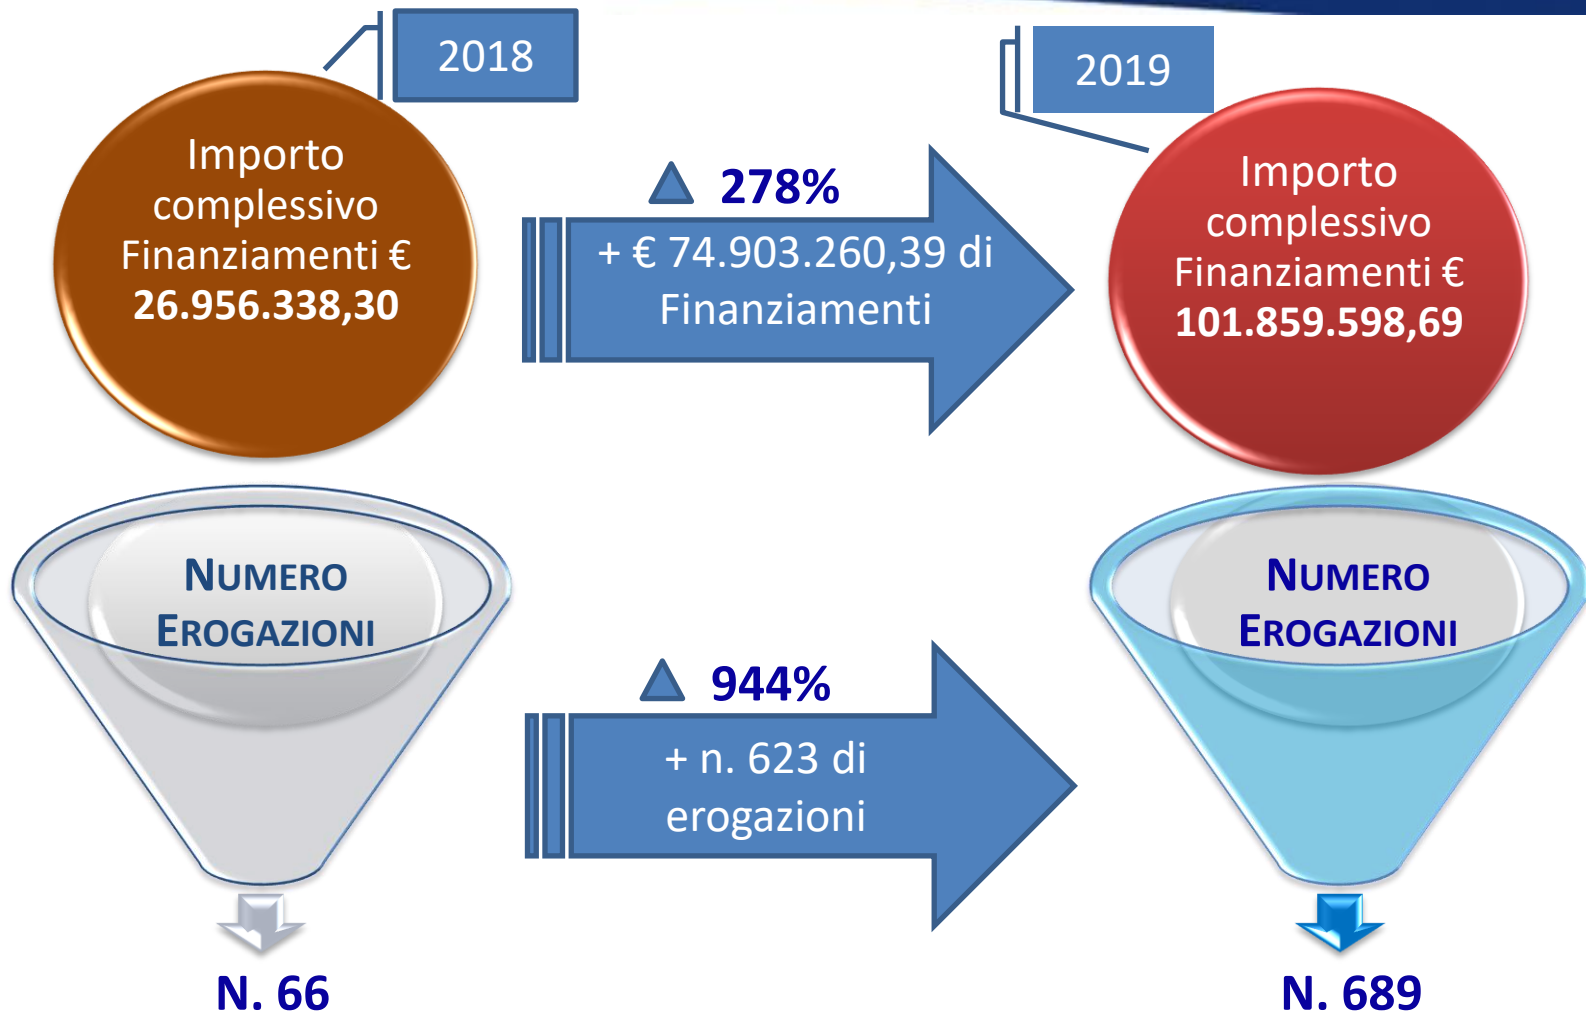 2018
2019
Importo
complessivo
Finanziamenti €
26.956.338,30
278%
+ € 74.903.260,39 di
Finanziamenti
Importo
complessivo
Finanziamenti €
101.859.598,69
NUMERO
EROGAZIONI
944%
+ n. 623 di
erogazioni
NUMERO
EROGAZIONI
N. 66
N. 689